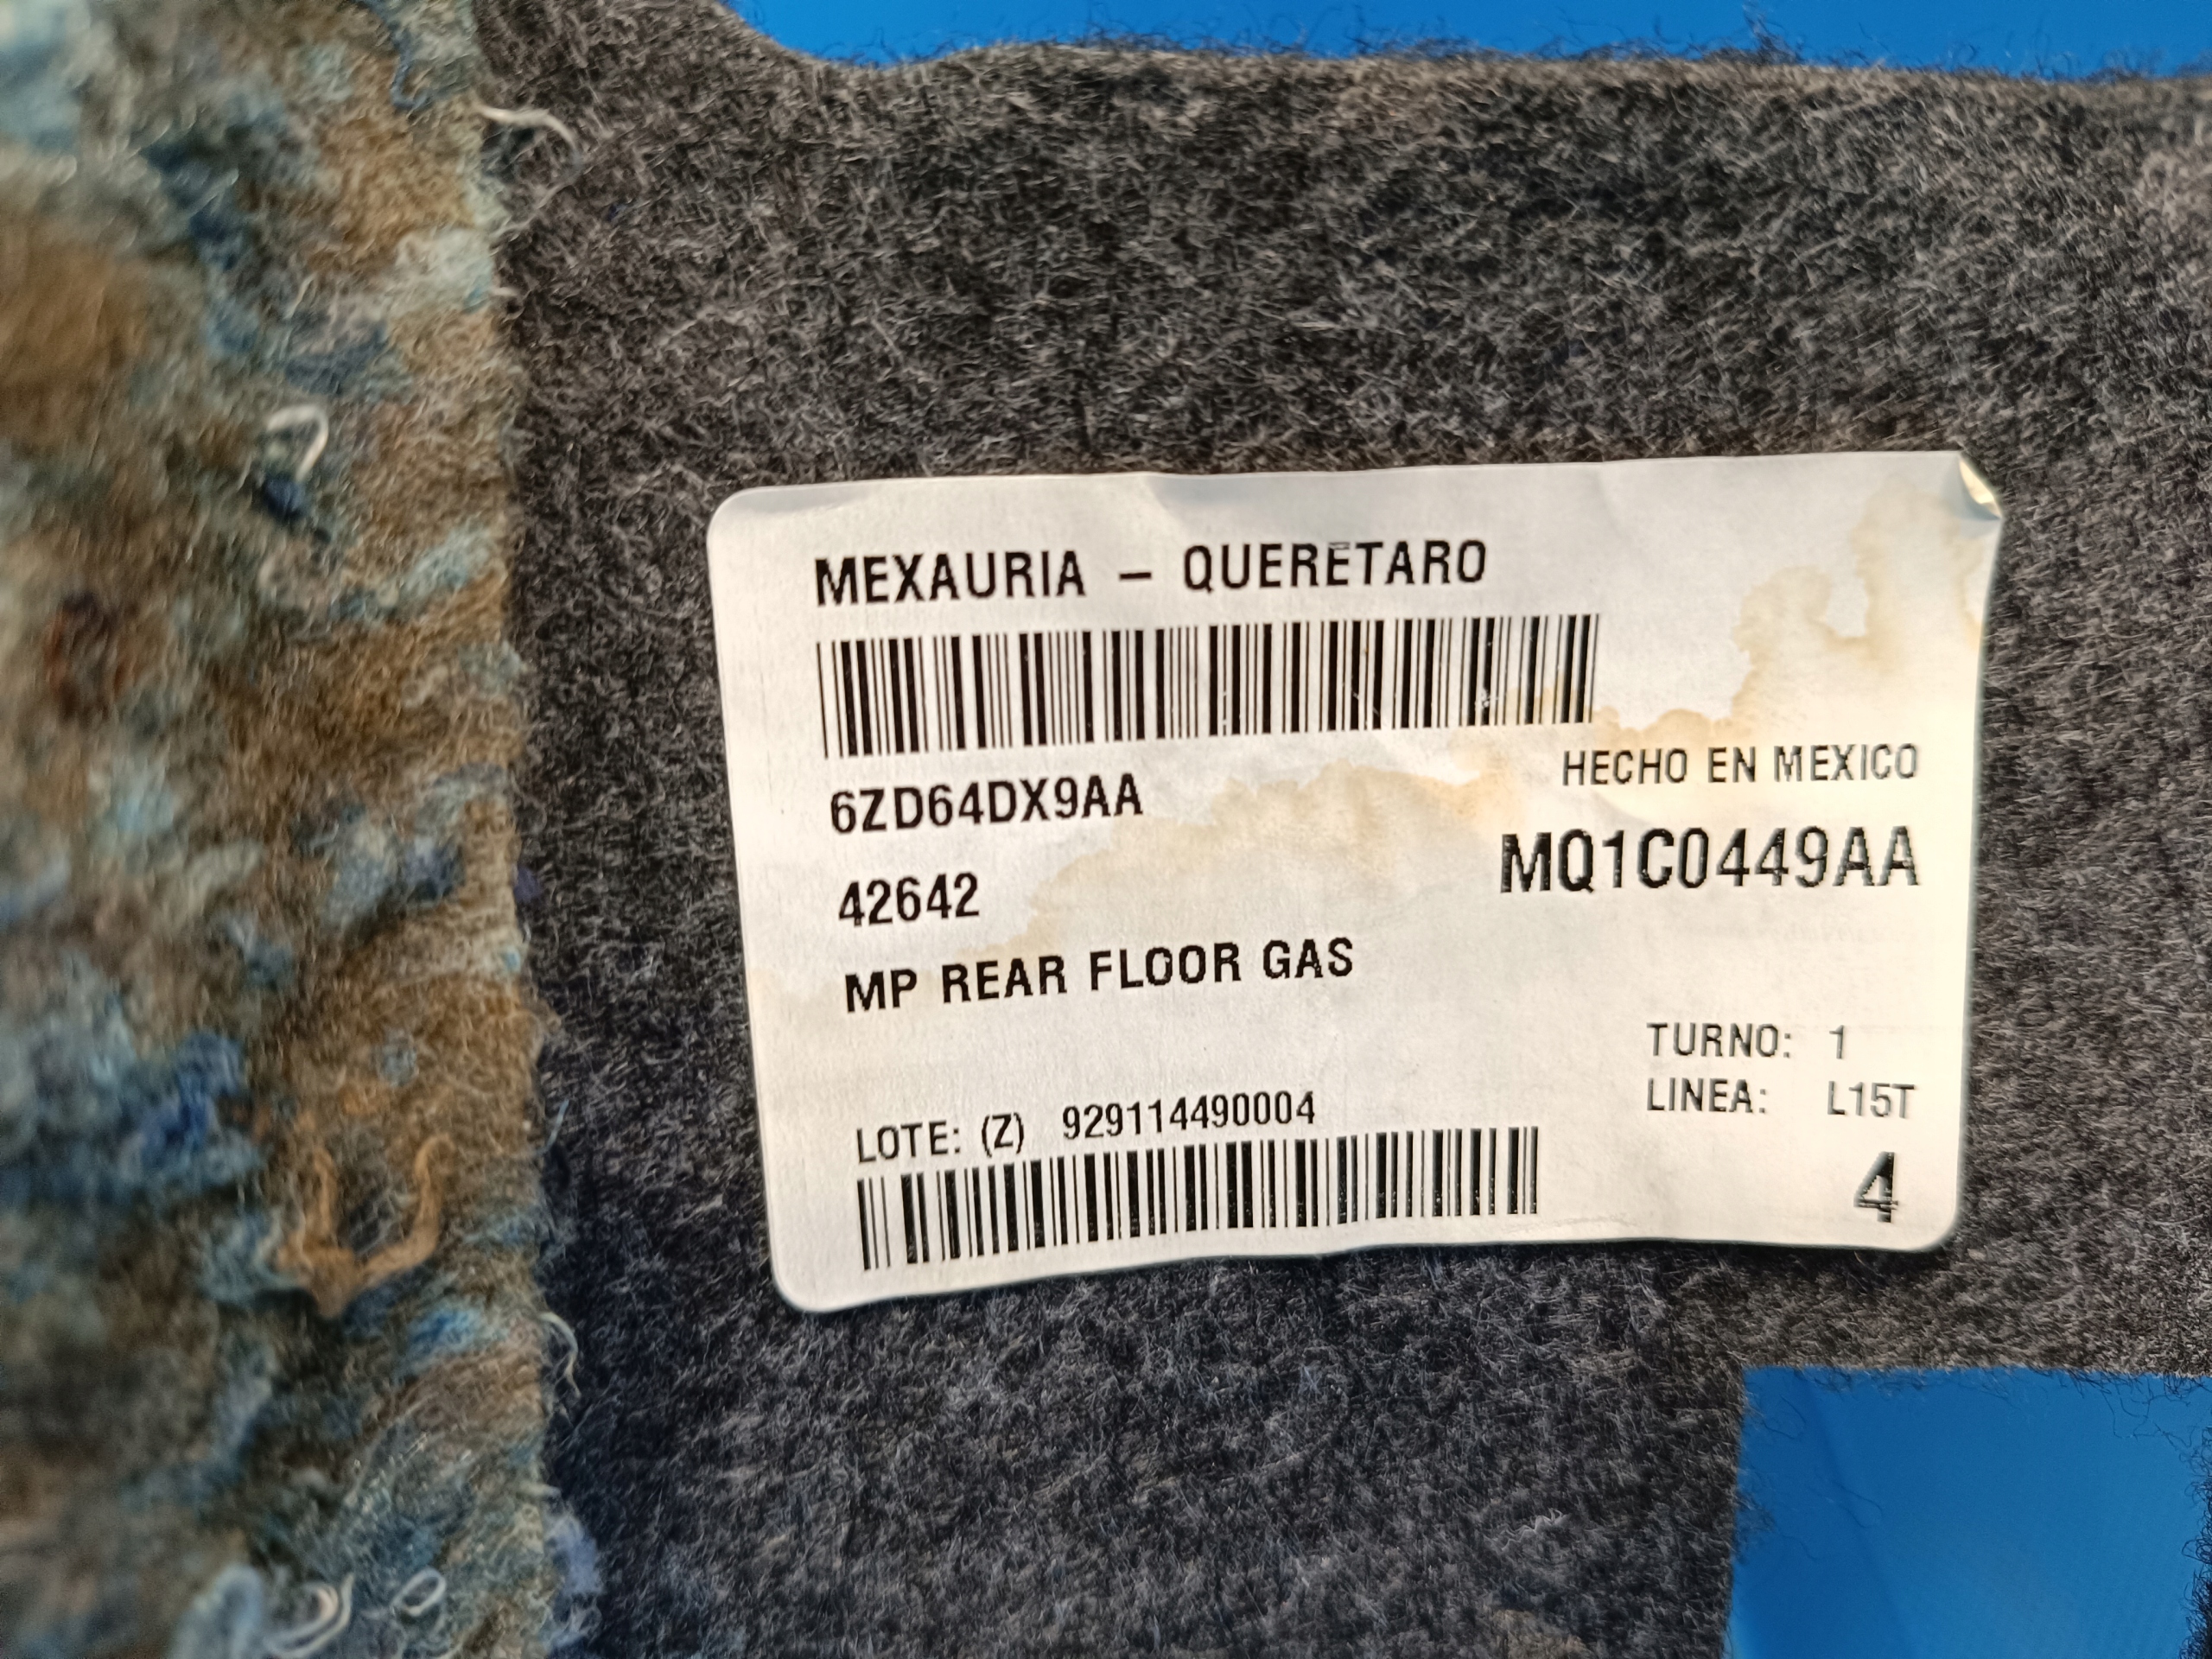 MEXAURIA – QUERETARO
6ZD64DX9AA
HECHO EN MEXICO
42642
MQ1C0449AA
MP REAR FLOOR GAS
TURNO: 1
LINEA: L15T
LOTE: (Z) 929114490004
4